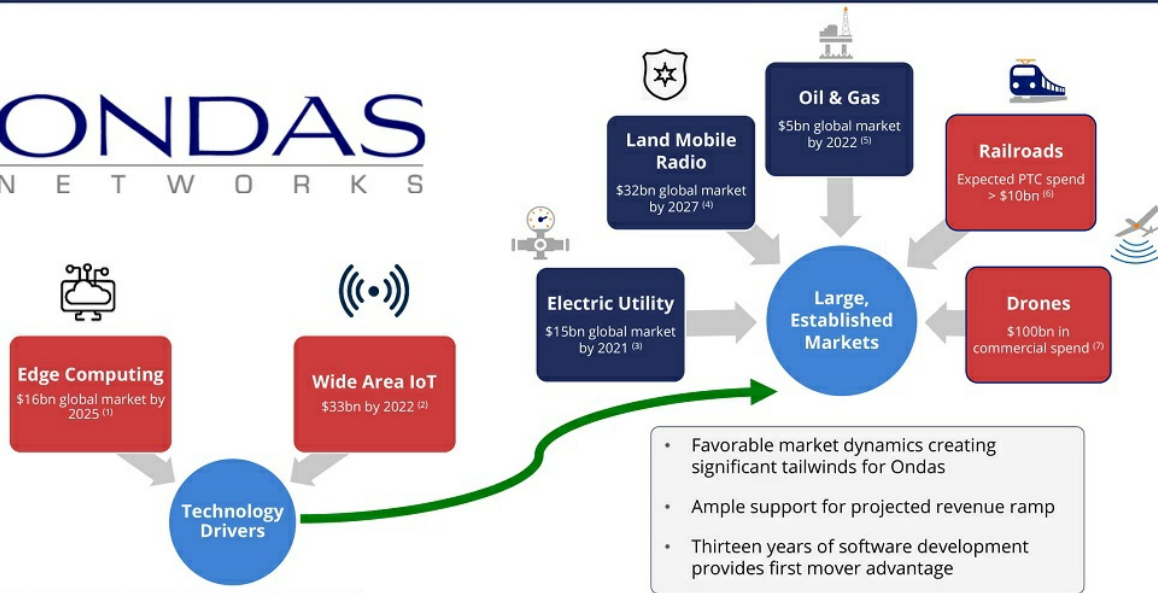 ONDAS
NETWORKS
Edge Computing
$16bn global market by
2025 (1)
Wide Area IoT
$33bn by 2022 (2)
Technology
Drivers
Electric Utility
$15bn global market
by 2021 (3)
Land Mobile
Radio
$32bn global market
by 2027 (4)
Oil & Gas
$5bn global market
by 2022 (5)
Railroads
Expected PTC spend
> $10bn (6)
Drones
$100bn in
commercial spend (7)
Large,
Established
Markets
• Favorable market dynamics creating
significant tailwinds for Ondas
• Ample support for projected revenue ramp
• Thirteen years of software development
provides first mover advantage